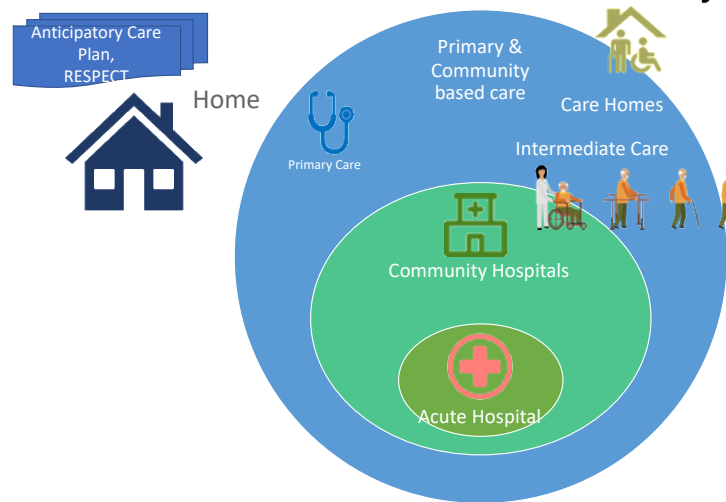 Anticipatory Care
Plan,
RESPECT
Home
Primary &
Community
based care
Care Homes
Primary Care
Intermediate Care
Community Hospitals
Acute Hospital